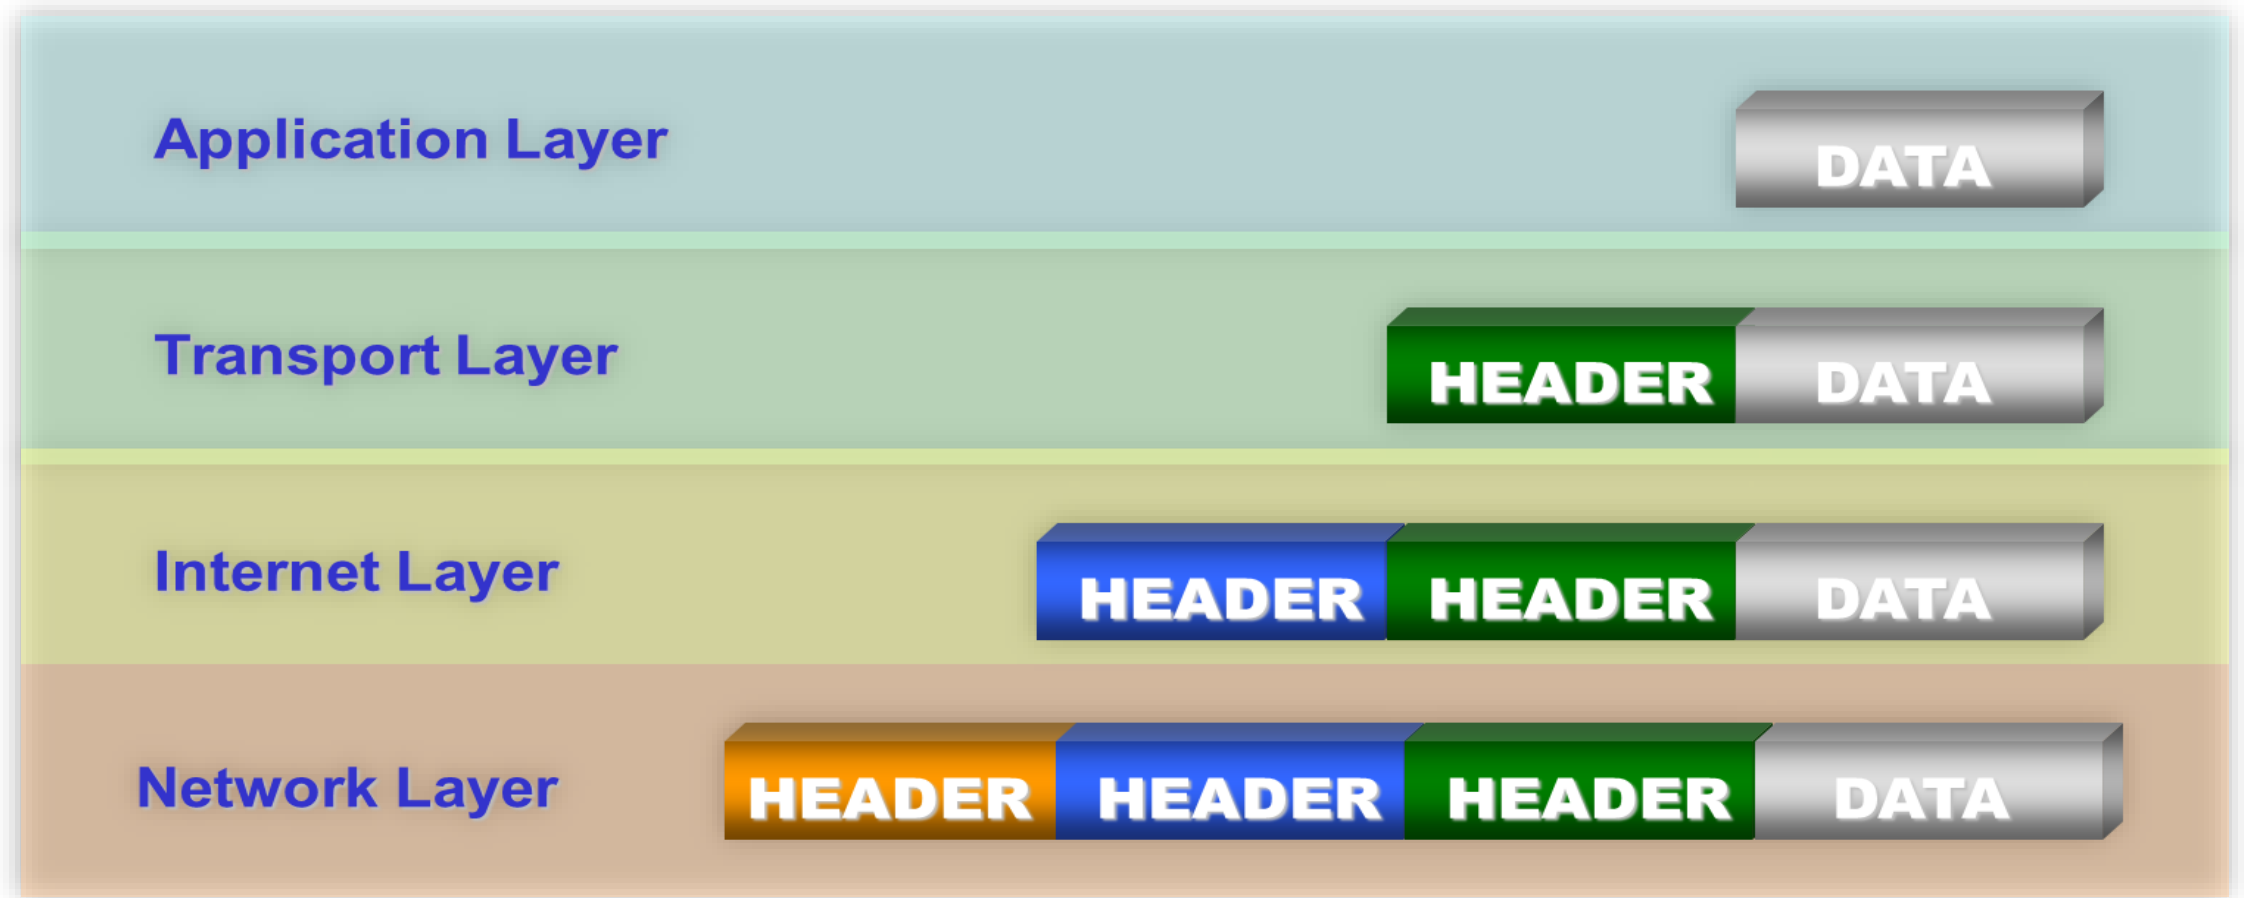 Application Layer
DATA
Transport Layer
HEADER DATA
Internet Layer
HEADER HEADER DATA
Network Layer
HEADER HEADER HEADER DATA